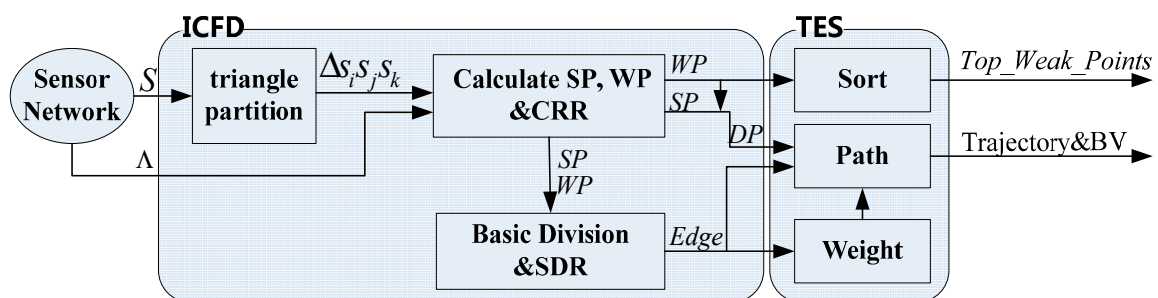 ICFD
TES
Sensor
Network
S
Λ
triangle
partition
Δsᵢsⱼsₖ
Calculate SP, WP
&CRR
WP
SP
DP
SP
WP
Basic Division
&SDR
Edge
Sort
Path
Weight
Top_Weak_Points
Trajectory&BV